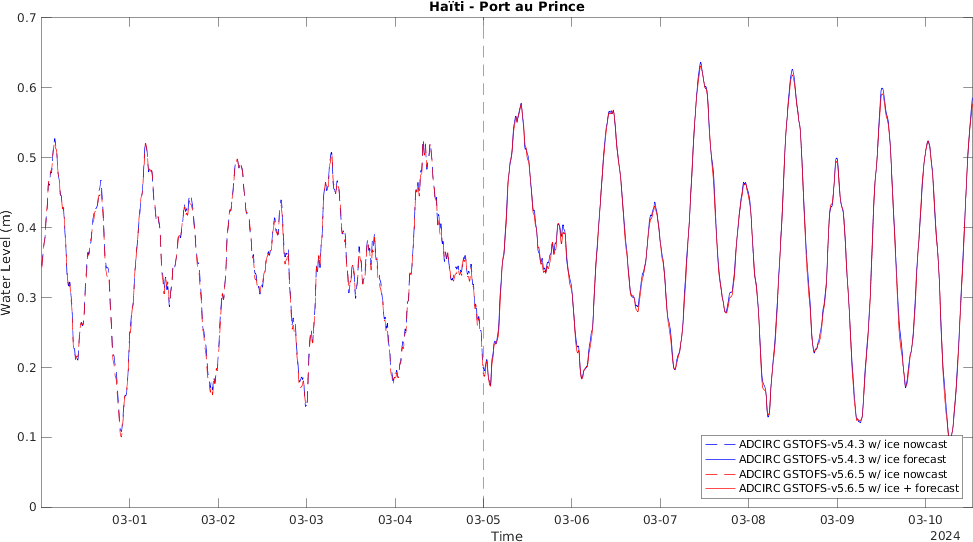 Haïti - Port au Prince
0.7
0.6
0.5
0.4
0.3
0.2
0.1
0
Water Level (m)
03-01 03-02 03-03 03-04 03-05 03-06 03-07 03-08 03-09 03-10
2024
Time
ADCIRC GSTOFS-v5.4.3 w/ ice nowcast
ADCIRC GSTOFS-v5.4.3 w/ ice forecast
ADCIRC GSTOFS-v5.6.5 w/ ice nowcast
ADCIRC GSTOFS-v5.6.5 w/ ice + forecast